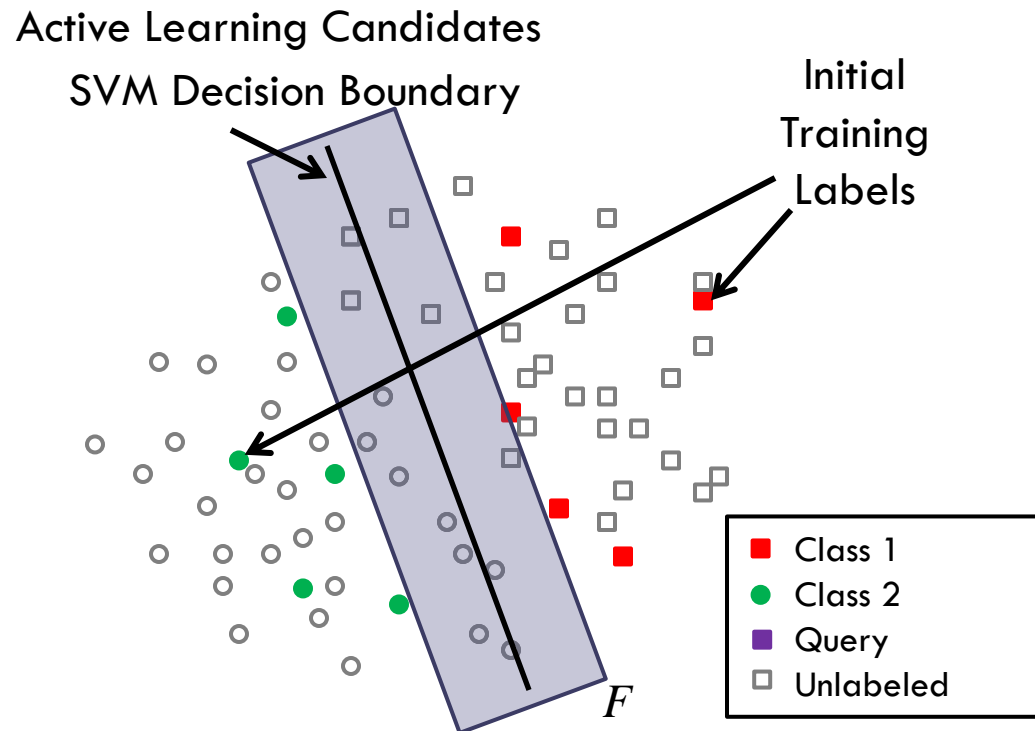 Active Learning Candidates
SVM Decision Boundary
Initial
Training
Labels
F
Class 1
Class 2
Query
Unlabeled